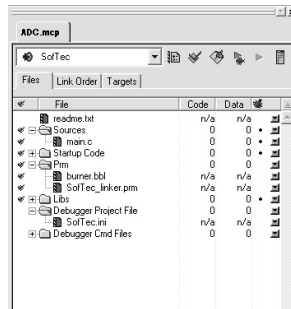 ADC.mcp
SofTec
Files Link Order Targets
File Code Data
readme.txt n/a n/a
Sources 0 0
main.c 0 0
Startup Code 0 0
Prm 0 0
burner.bbl n/a n/a
SofTec_linker.prm n/a n/a
Libs 0 0
Debugger Project File 0 0
SofTec.ini n/a n/a
Debugger Cmd Files 0 0